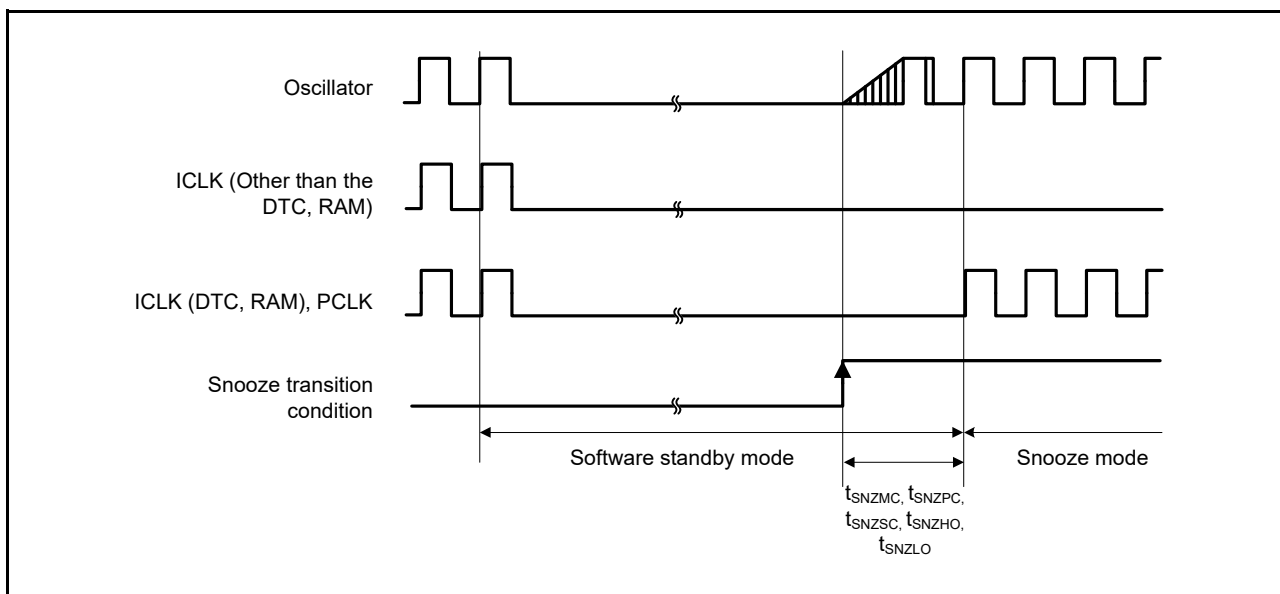 Oscillator
ICLK (Other than the
DTC, RAM)
ICLK (DTC, RAM), PCLK
Snooze transition
condition
Software standby mode
Snooze mode
tSNZMC, tSNZPC,
tSNZSC, tSNZHO,
tSNZLO